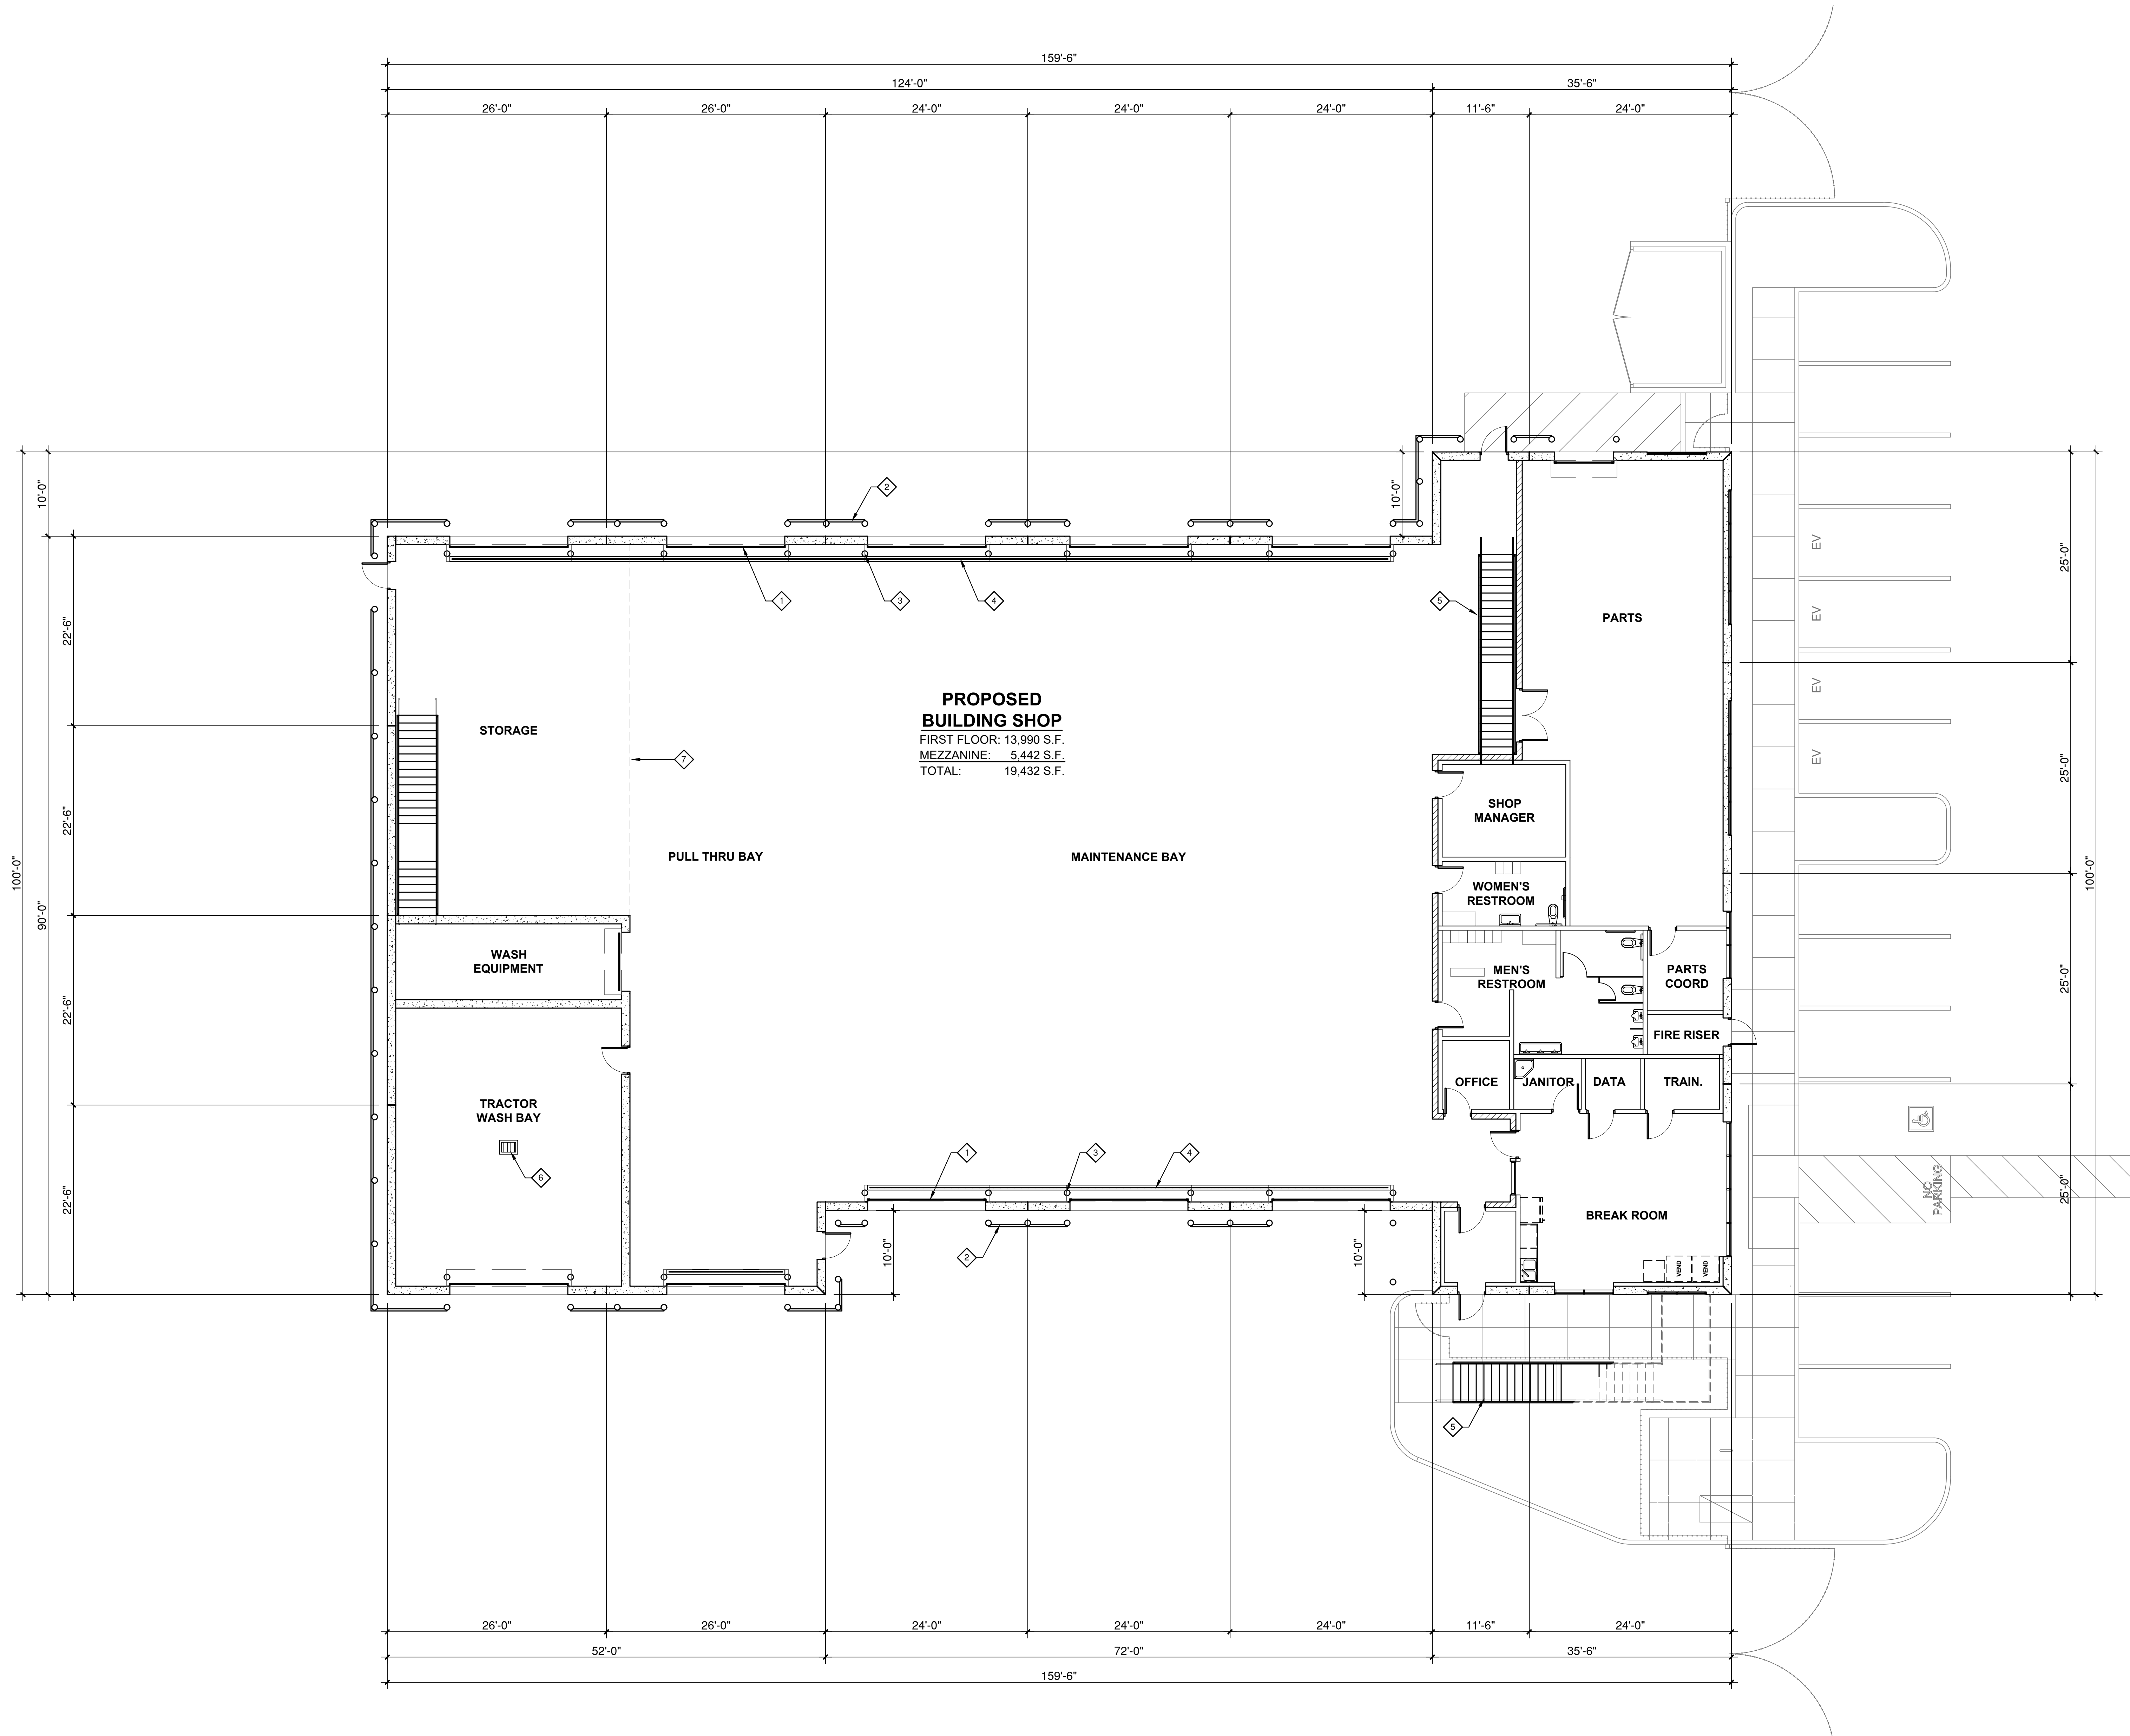 159'-6"
124'-0"
35'-6"
26'-0"
26'-0"
24'-0"
24'-0"
24'-0"
11'-6"
24'-0"
10'-0"
22'-6"
22'-6"
22'-6"
22'-6"
90'-0"
100'-0"
10'-0"
25'-0"
25'-0"
25'-0"
25'-0"
100'-0"
2
1
3
4
5
7
PARTS
EV
EV
EV
EV
STORAGE
PROPOSED
BUILDING SHOP
FIRST FLOOR: 13,990 S.F.
MEZZANINE: 5,442 S.F.
TOTAL: 19,432 S.F.
PULL THRU BAY
MAINTENANCE BAY
SHOP
MANAGER
WOMEN'S
RESTROOM
WASH
EQUIPMENT
MEN'S
RESTROOM
PARTS
COORD
FIRE RISER
OFFICE
JANITOR
DATA
TRAIN.
TRACTOR
WASH BAY
6
1
3
4
2
10'-0"
10'-0"
BREAK ROOM
VEND
VEND
NO
PARKING
5
26'-0"
26'-0"
24'-0"
24'-0"
24'-0"
11'-6"
24'-0"
52'-0"
72'-0"
35'-6"
159'-6"